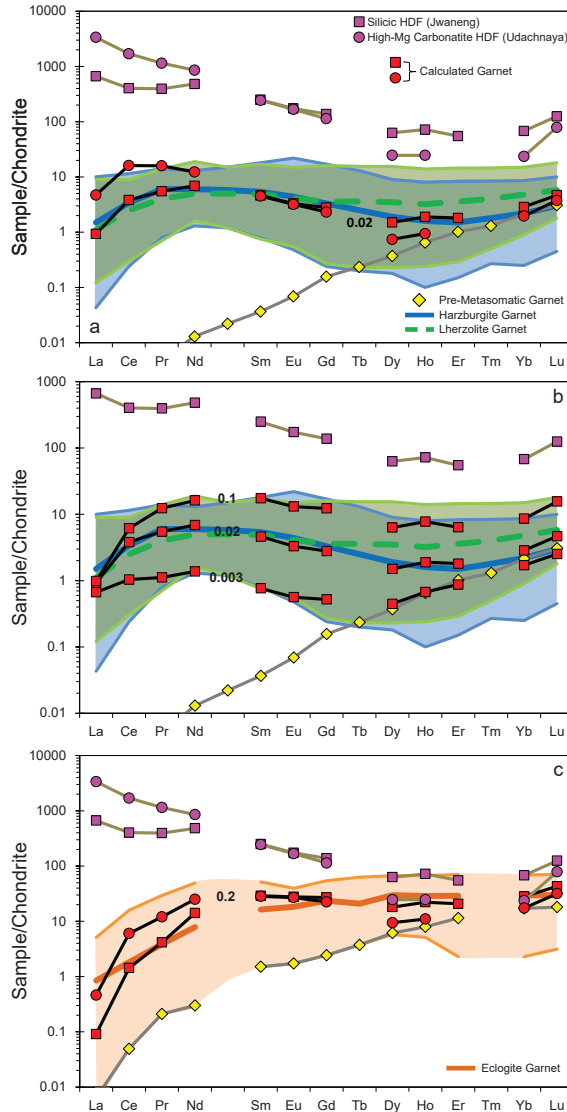 Silicic HDF (Jwaneng)
High-Mg Carbonatite HDF (Udachnaya)
Calculated Garnet
10000
1000
100
10
1
0.1
0.01
Sample/Chondrite
0.02
a
Pre-Metasomatic Garnet
Harzburgite Garnet
Lherzolite Garnet
La Ce Pr Nd Sm Eu Gd Tb Dy Ho Er Tm Yb Lu
b
1000
100
10
1
0.1
0.01
Sample/Chondrite
0.1
0.02
0.003
La Ce Pr Nd Sm Eu Gd Tb Dy Ho Er Tm Yb Lu
c
10000
1000
100
10
1
0.1
0.01
Sample/Chondrite
0.2
Eclogite Garnet
La Ce Pr Nd Sm Eu Gd Tb Dy Ho Er Tm Yb Lu